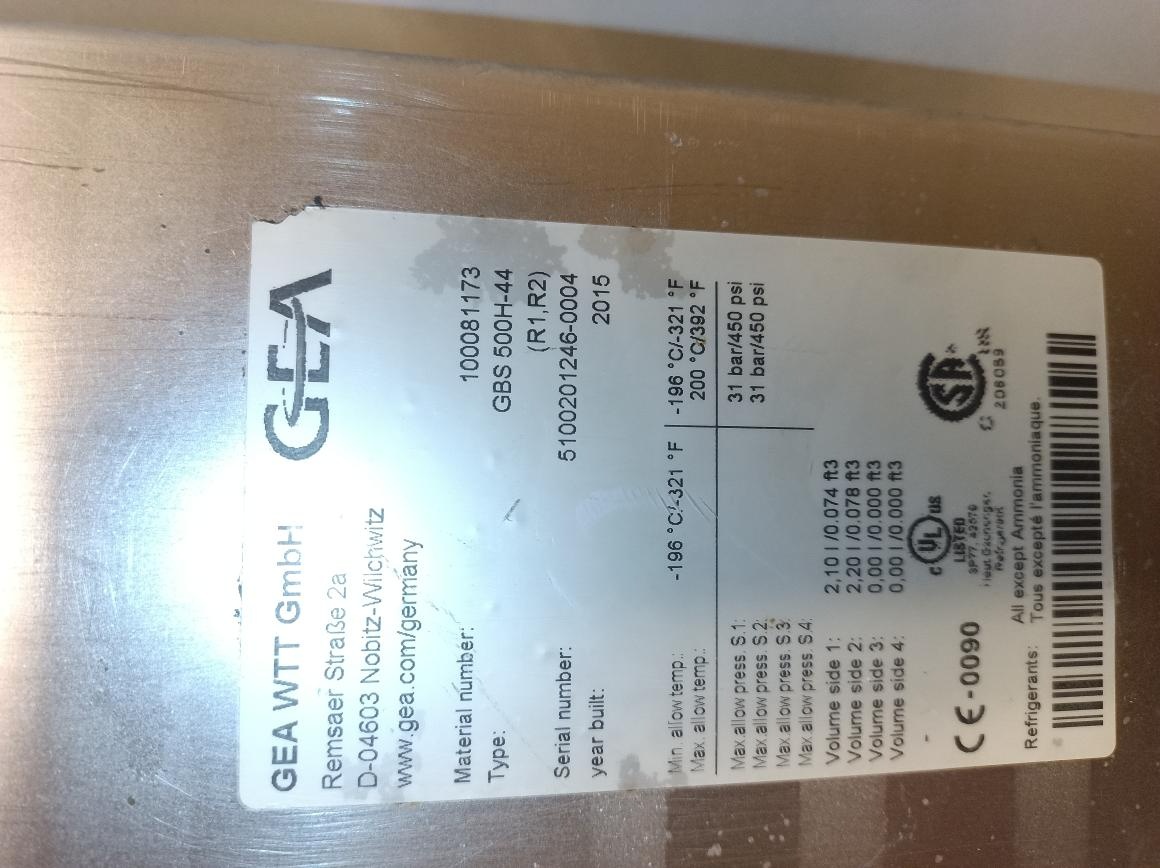 GEA WTT GmbH
GEA
Remsaer Straße 2a
D-04603 Nobitz-Wilchwitz
www.gea.com/germany
Material number: 100081173
Type: GBS 500H-44
(R1,R2)
Serial number: 5100201246-0004
year built: 2015
Min. allow temp.: -196 °C/-321 °F -196 °C/-321 °F
Max. allow temp.: 200 °C/392 °F
Max.allow press. S.1: 31 bar/450 psi
Max.allow press. S.2: 31 bar/450 psi
Max.allow press. S.3:
Max.allow press. S.4:
Volume side 1: 2,10 l /0.074 ft3
Volume side 2: 2,20 l /0.078 ft3
Volume side 3: 0,00 l /0.000 ft3
Volume side 4: 0,00 l /0.000 ft3
-
c UL us
LISTED
SA
C
206089
CE-0090
Refrigerants: All except Ammonia
Tous excepté l'ammoniaque.